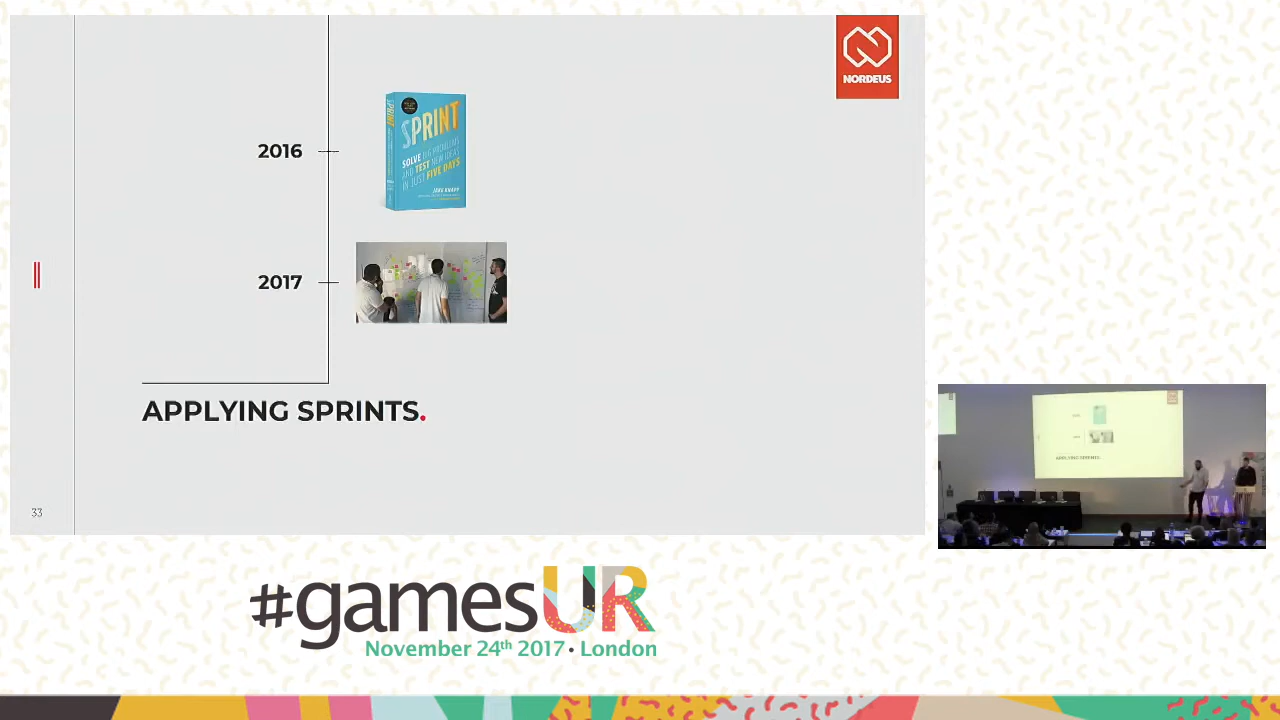 NORDEUS
2016
SPRINT
SOLVE BIG PROBLEMS
AND TEST NEW IDEAS
IN JUST FIVE DAYS
JAKE KNAPP
2017
APPLYING SPRINTS.
33
#gamesUR
November 24th 2017 • London